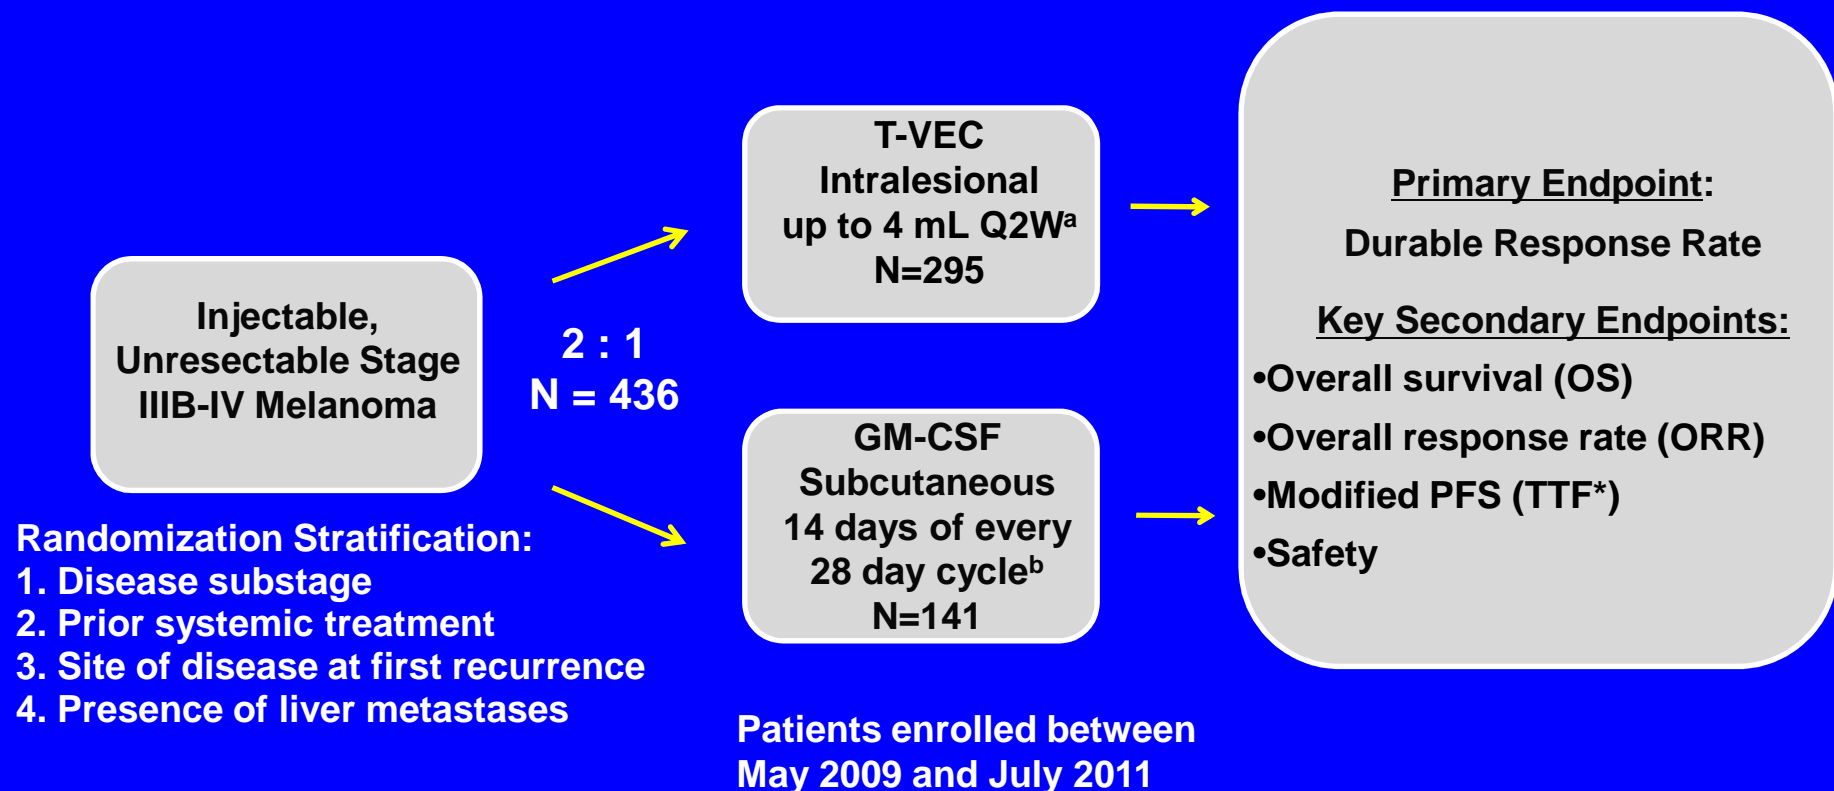 Injectable,
Unresectable Stage
IIIB-IV Melanoma
Randomization Stratification:
1. Disease substage
2. Prior systemic treatment
3. Site of disease at first recurrence
4. Presence of liver metastases
2 : 1
N = 436
T-VEC
Intralesional
up to 4 mL Q2Wᵃ
N=295
GM-CSF
Subcutaneous
14 days of every
28 day cycleᵇ
N=141
Patients enrolled between
May 2009 and July 2011
Primary Endpoint:
Durable Response Rate
Key Secondary Endpoints:
•Overall survival (OS)
•Overall response rate (ORR)
•Modified PFS (TTF*)
•Safety